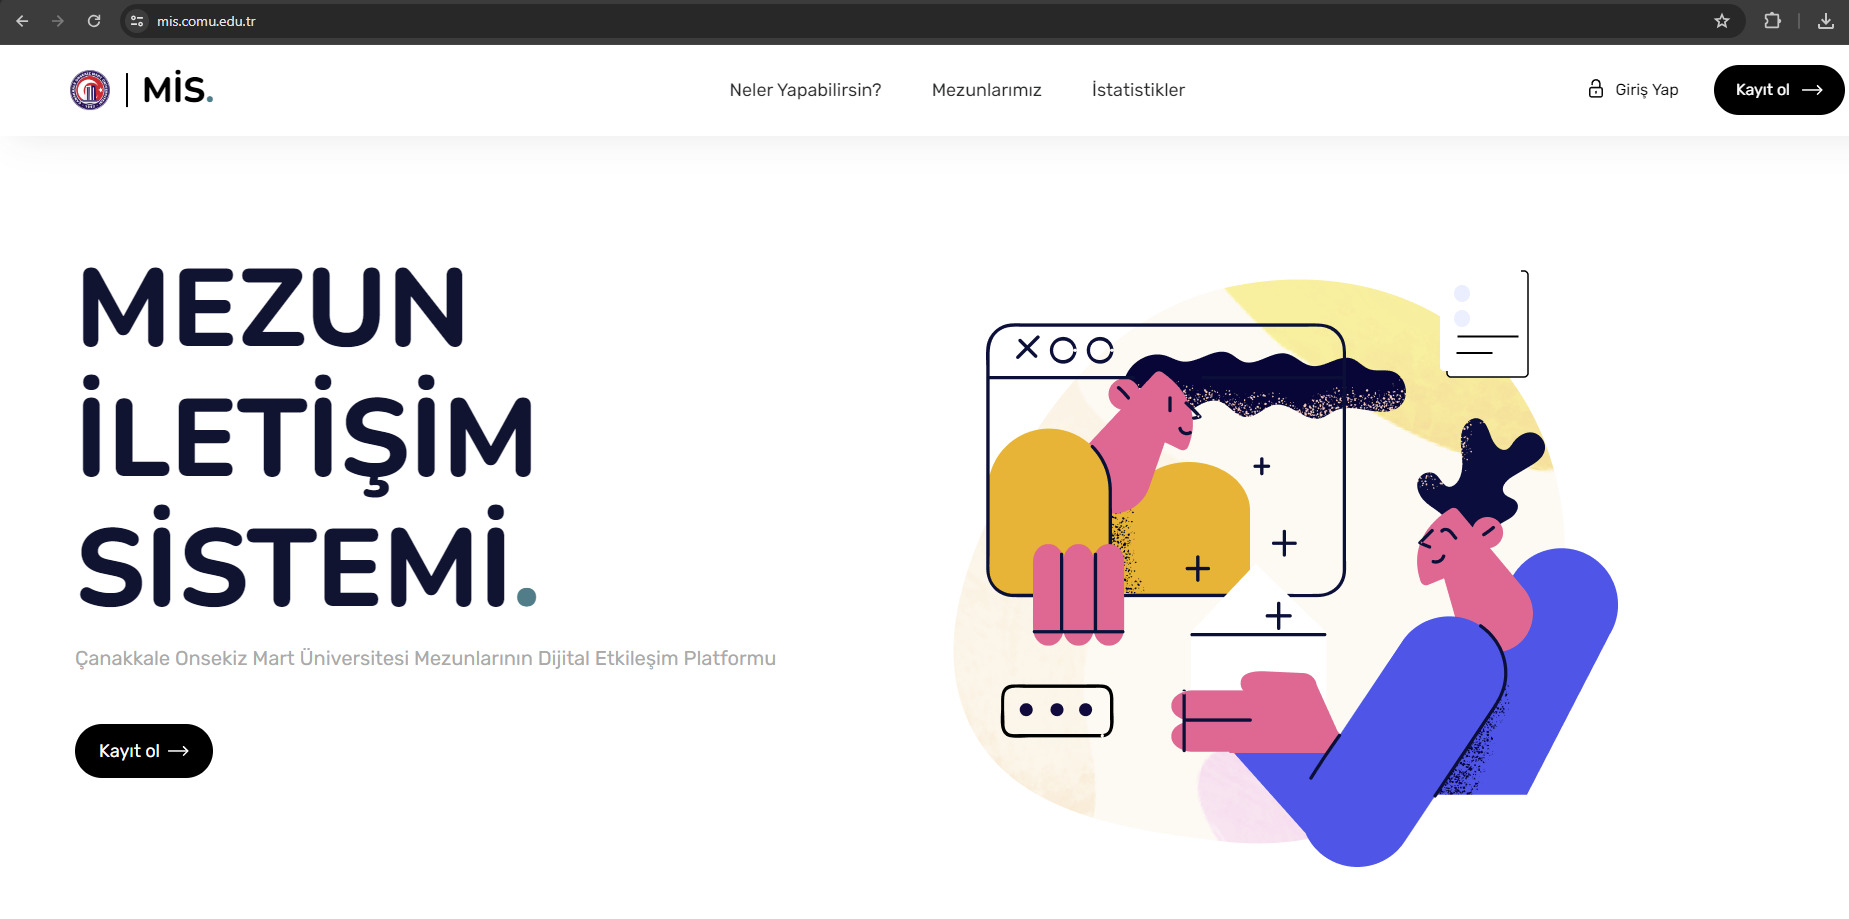 mis.comu.edu.tr
MİS.
Neler Yapabilirsin?
Mezunlarımız
İstatistikler
Giriş Yap
Kayıt ol
MEZUN
İLETİŞİM
SİSTEMİ.
Çanakkale Onsekiz Mart Üniversitesi Mezunlarının Dijital Etkileşim Platformu
Kayıt ol